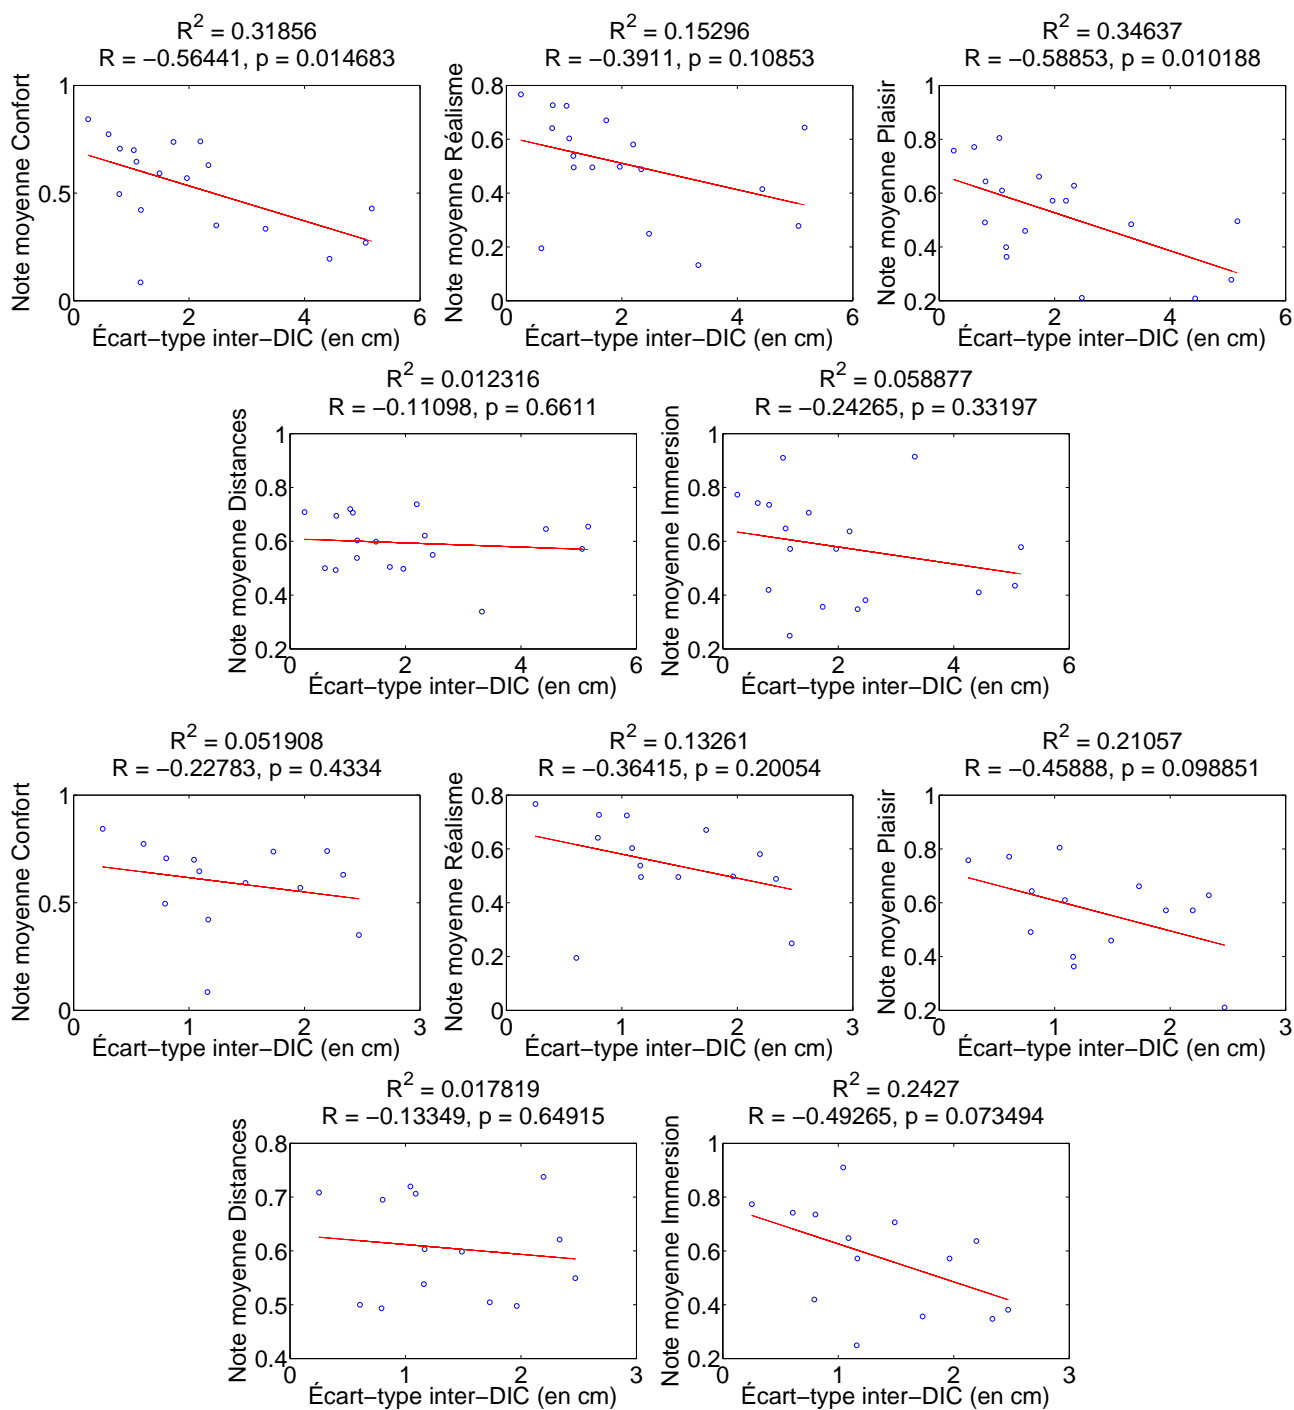 R² = 0.31856
R = −0.56441, p = 0.014683
Note moyenne Confort
1
0.5
0
0 2 4 6
Écart−type inter−DIC (en cm)
R² = 0.15296
R = −0.3911, p = 0.10853
Note moyenne Réalisme
0.8
0.6
0.4
0.2
0
0 2 4 6
Écart−type inter−DIC (en cm)
R² = 0.34637
R = −0.58853, p = 0.010188
Note moyenne Plaisir
1
0.8
0.6
0.4
0.2
0 2 4 6
Écart−type inter−DIC (en cm)
R² = 0.012316
R = −0.11098, p = 0.6611
Note moyenne Distances
1
0.8
0.6
0.4
0.2
0 2 4 6
Écart−type inter−DIC (en cm)
R² = 0.058877
R = −0.24265, p = 0.33197
Note moyenne Immersion
1
0.8
0.6
0.4
0.2
0 2 4 6
Écart−type inter−DIC (en cm)
R² = 0.051908
R = −0.22783, p = 0.4334
Note moyenne Confort
1
0.5
0
0 1 2 3
Écart−type inter−DIC (en cm)
R² = 0.13261
R = −0.36415, p = 0.20054
Note moyenne Réalisme
0.8
0.6
0.4
0.2
0
0 1 2 3
Écart−type inter−DIC (en cm)
R² = 0.21057
R = −0.45888, p = 0.098851
Note moyenne Plaisir
1
0.8
0.6
0.4
0.2
0 1 2 3
Écart−type inter−DIC (en cm)
R² = 0.017819
R = −0.13349, p = 0.64915
Note moyenne Distances
0.8
0.7
0.6
0.5
0.4
0 1 2 3
Écart−type inter−DIC (en cm)
R² = 0.2427
R = −0.49265, p = 0.073494
Note moyenne Immersion
1
0.8
0.6
0.4
0.2
0 1 2 3
Écart−type inter−DIC (en cm)